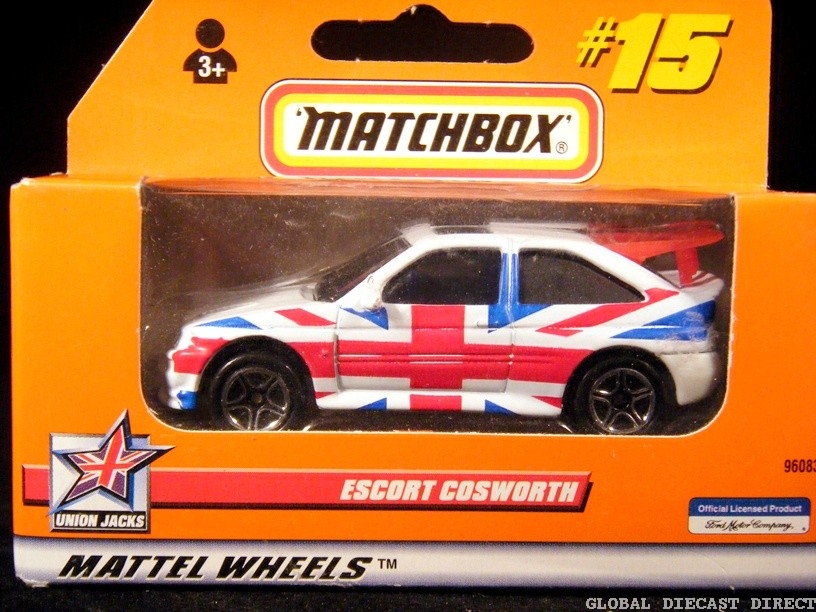 3+
#15
'MATCHBOX'®
ESCORT COSWORTH
UNION JACKS
96083
Official Licensed Product
Ford Motor Company.
MATTEL WHEELS™
GLOBAL DIECAST DIRECT